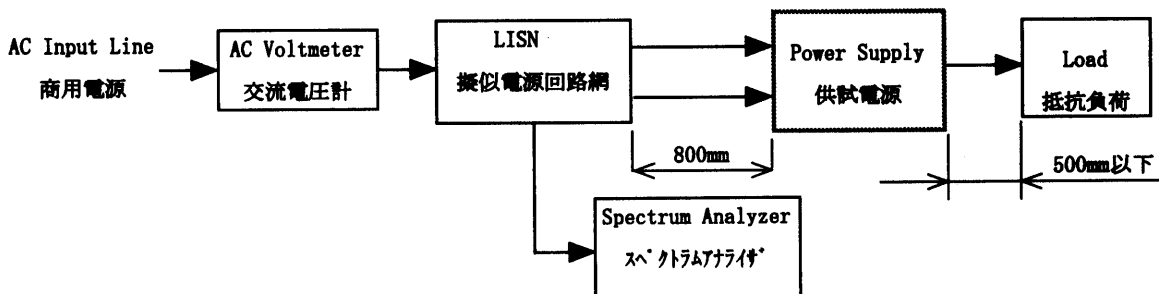 AC Input Line
商用電源
AC Voltmeter
交流電圧計
LISN
擬似電源回路網
Power Supply
供試電源
Load
抵抗負荷
800mm
500mm以下
Spectrum Analyzer
ｽﾍﾟｸﾄﾗﾑｱﾅﾗｲｻﾞ